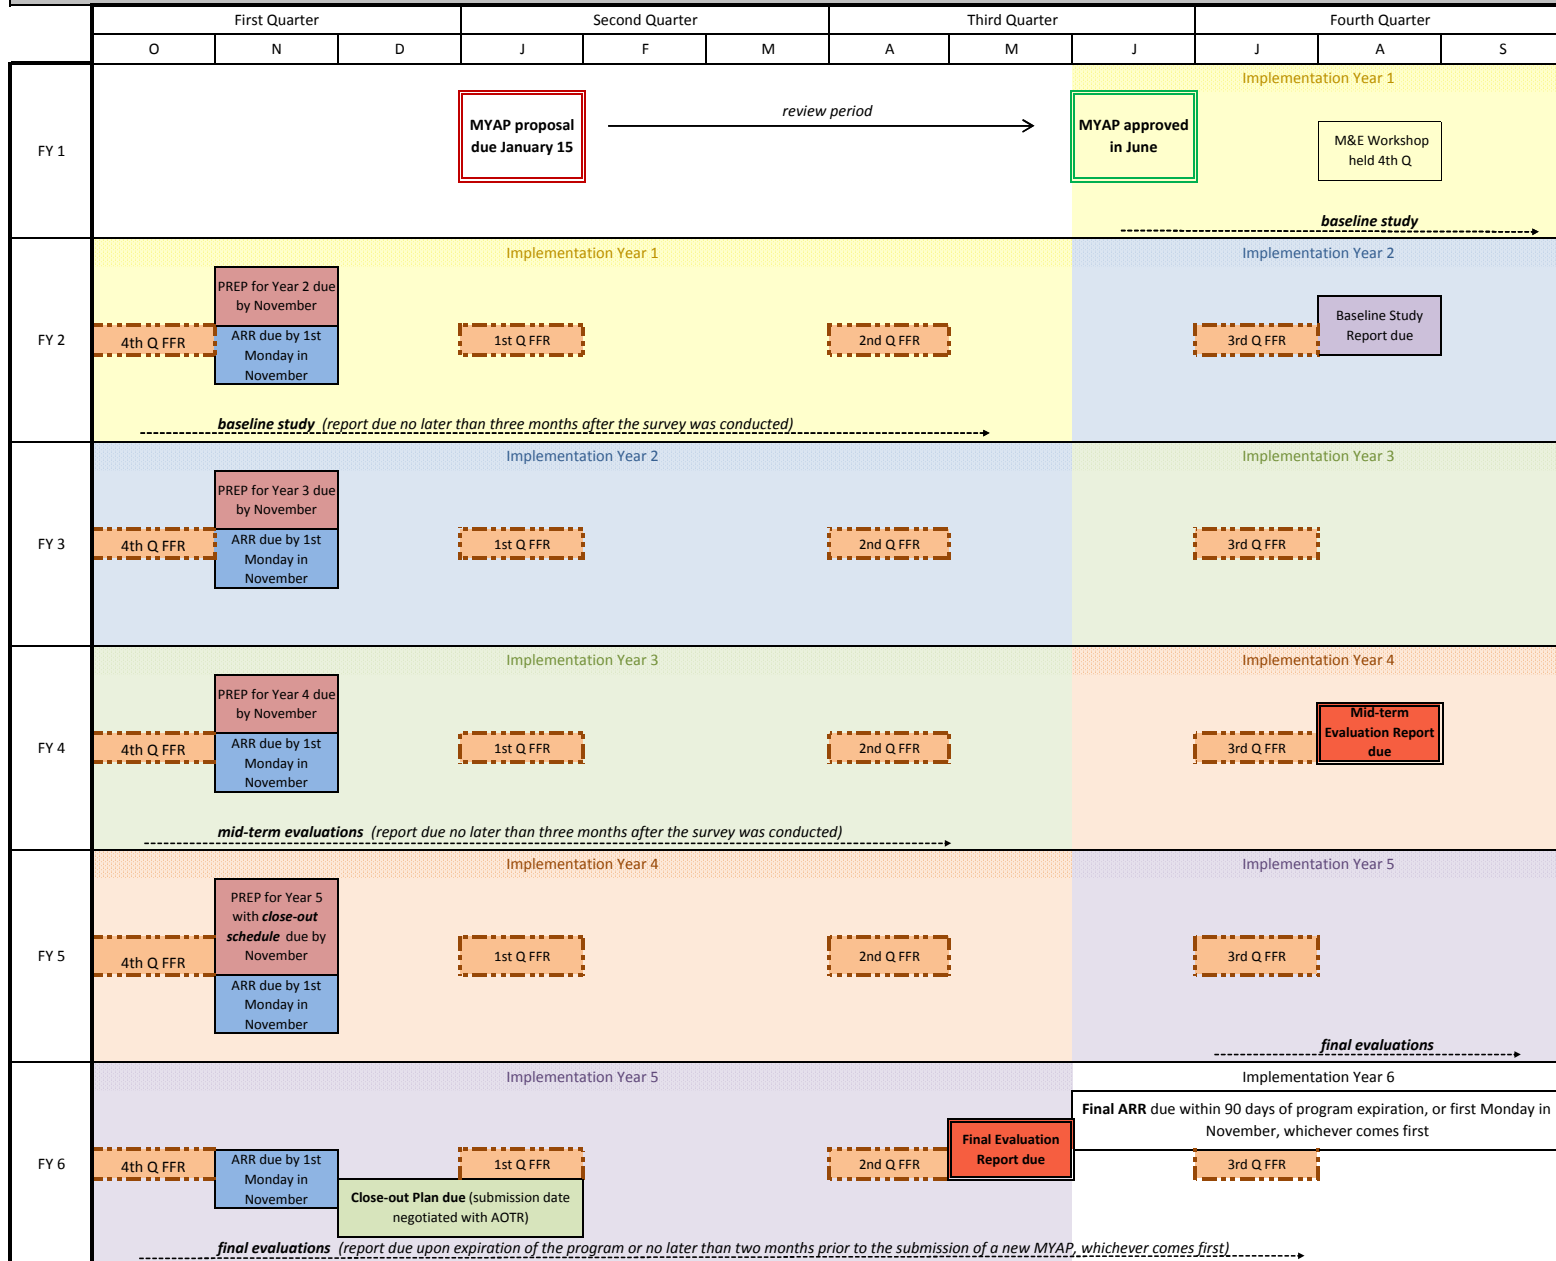 First Quarter
Second Quarter
Third Quarter
Fourth Quarter
O
N
D
J
F
M
A
M
J
J
A
S
FY 1
Implementation Year 1
MYAP proposal
due January 15
review period
MYAP approved
in June
M&E Workshop
held 4th Q
baseline study
FY 2
Implementation Year 1
Implementation Year 2
PREP for Year 2 due
by November
4th Q FFR
ARR due by 1st
Monday in
November
1st Q FFR
2nd Q FFR
3rd Q FFR
Baseline Study
Report due
baseline study (report due no later than three months after the survey was conducted)
FY 3
Implementation Year 2
Implementation Year 3
PREP for Year 3 due
by November
4th Q FFR
ARR due by 1st
Monday in
November
1st Q FFR
2nd Q FFR
3rd Q FFR
FY 4
Implementation Year 3
Implementation Year 4
PREP for Year 4 due
by November
4th Q FFR
ARR due by 1st
Monday in
November
1st Q FFR
2nd Q FFR
3rd Q FFR
Mid-term
Evaluation Report
due
mid-term evaluations (report due no later than three months after the survey was conducted)
FY 5
Implementation Year 4
Implementation Year 5
PREP for Year 5
with close-out
schedule due by
November
4th Q FFR
ARR due by 1st
Monday in
November
1st Q FFR
2nd Q FFR
3rd Q FFR
final evaluations
FY 6
Implementation Year 5
Implementation Year 6
Final ARR due within 90 days of program expiration, or first Monday in
November, whichever comes first
4th Q FFR
ARR due by 1st
Monday in
November
1st Q FFR
2nd Q FFR
Final Evaluation
Report due
3rd Q FFR
Close-out Plan due (submission date
negotiated with AOTR)
final evaluations (report due upon expiration of the program or no later than two months prior to the submission of a new MYAP, whichever comes first)